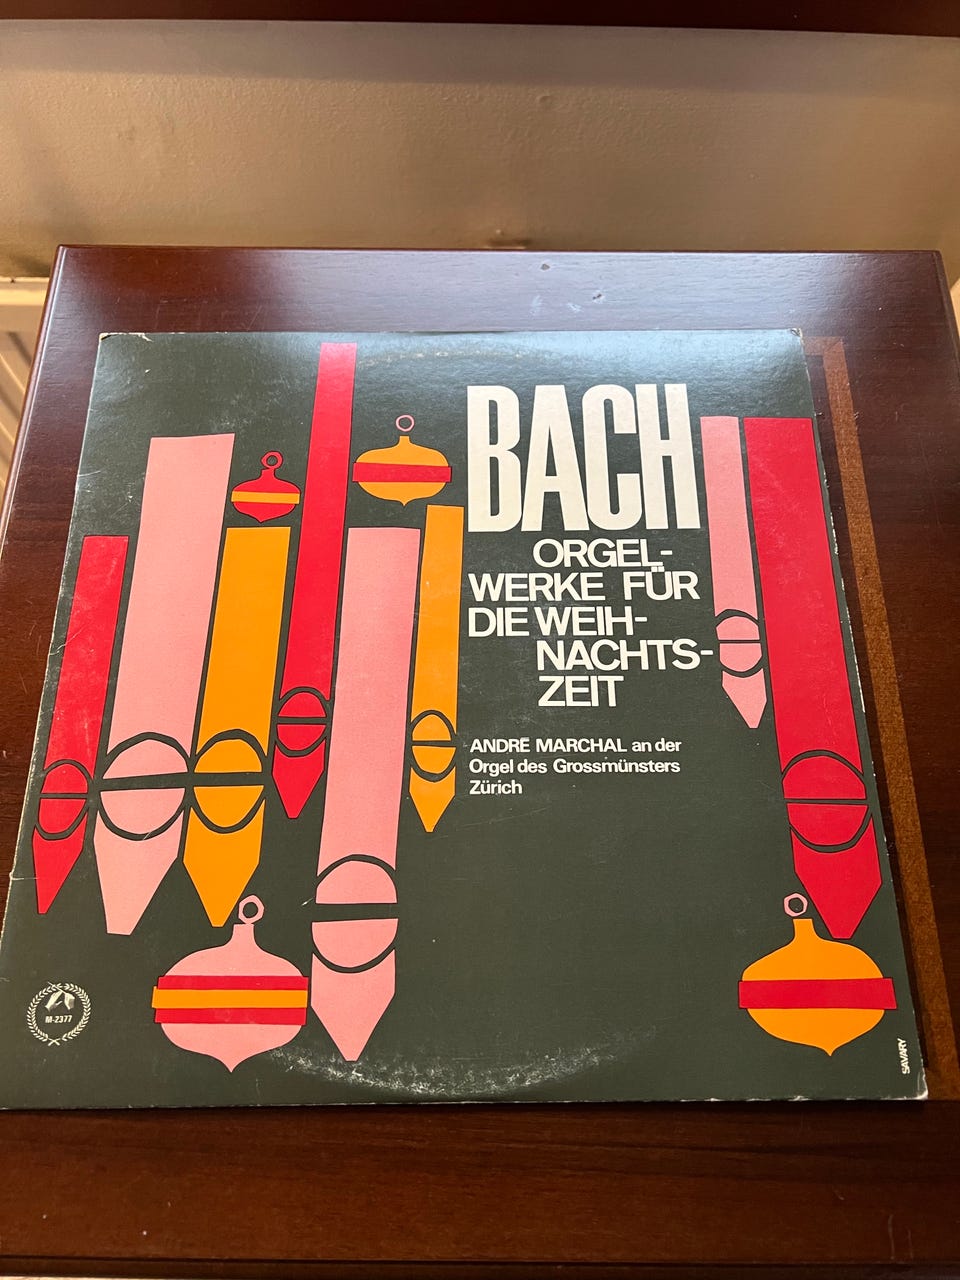 BACH
ORGEL-
WERKE FÜR
DIE WEIH-
NACHTS-
ZEIT
ANDRÉ MARCHAL an der
Orgel des Grossmünsters
Zürich
M-2377
SAVARY